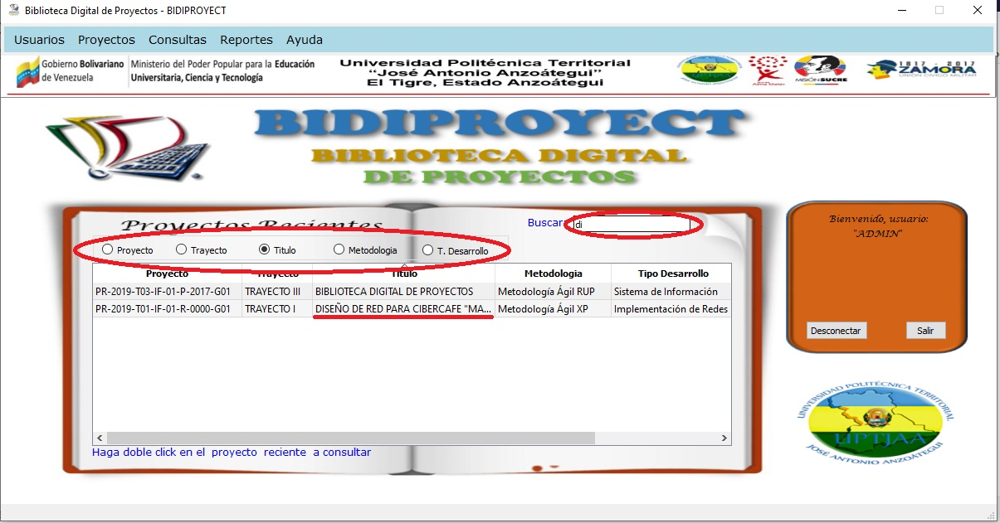 Biblioteca Digital de Proyectos - BIDIPROYECT
Usuarios Proyectos Consultas Reportes Ayuda
Gobierno Bolivariano de Venezuela
Ministerio del Poder Popular para la Educación
Universitaria, Ciencia y Tecnología
Universidad Politécnica Territorial
“José Antonio Anzoátegui”
El Tigre, Estado Anzoátegui
Alma Mater
MISIÓN SUCRE
1817 - 2017
ZAMORA
UNIÓN CÍVICO MILITAR
BIDIPROYECT
BIBLIOTECA DIGITAL
DE PROYECTOS
Proyectos Recientes
Buscar di
Proyecto Trayecto Titulo Metodologia T. Desarrollo
Proyecto Trayecto Titulo Metodologia Tipo Desarrollo
PR-2019-T03-IF-01-P-2017-G01 TRAYECTO III BIBLIOTECA DIGITAL DE PROYECTOS Metodología Ágil RUP Sistema de Información
PR-2019-T01-IF-01-R-0000-G01 TRAYECTO I DISEÑO DE RED PARA CIBERCAFE "MA... Metodología Ágil XP Implementación de Redes
Haga doble click en el proyecto reciente a consultar
Bienvenido, usuario:
"ADMIN"
Desconectar Salir
UNIVERSIDAD POLITÉCNICA TERRITORIAL
UPTJAA
JOSÉ ANTONIO ANZOÁTEGUI